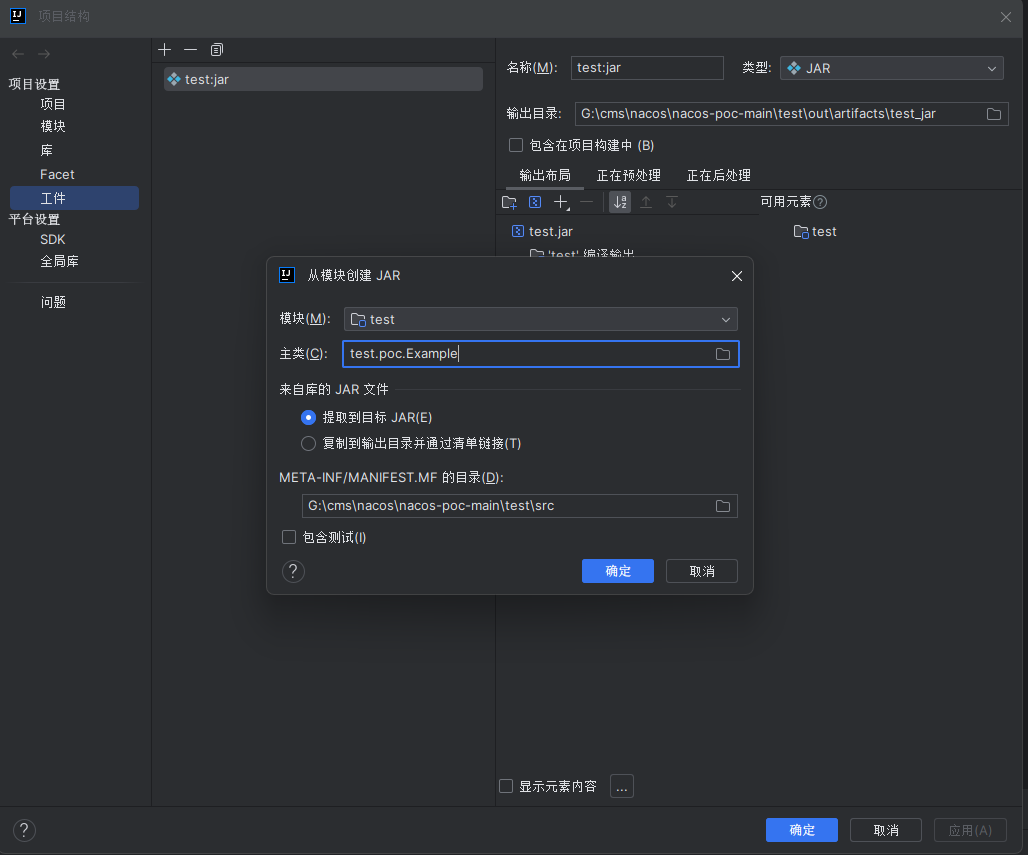 项目结构
项目设置
项目
模块
库
Facet
工件
平台设置
SDK
全局库
问题
test:jar
名称(M): test:jar 类型: JAR
输出目录: G:\cms\nacos\nacos-poc-main\test\out\artifacts\test_jar
包含在项目构建中 (B)
输出布局 正在预处理 正在后处理
可用元素
test.jar test
'test' 编译输出
从模块创建 JAR
模块(M): test
主类(C): test.poc.Example
来自库的 JAR 文件
提取到目标 JAR(E)
复制到输出目录并通过清单链接(T)
META-INF/MANIFEST.MF 的目录(D):
G:\cms\nacos\nacos-poc-main\test\src
包含测试(I)
? 确定 取消
显示元素内容 ...
? 确定 取消 应用(A)